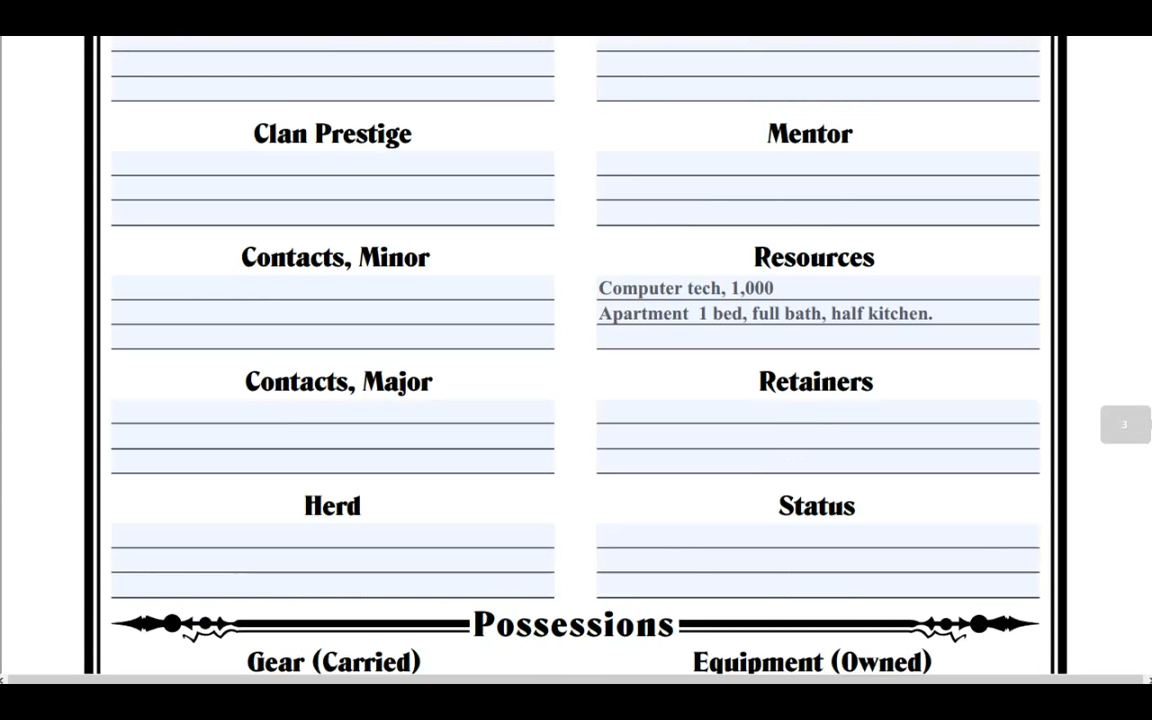 Clan Prestige
Mentor
Contacts, Minor
Resources
Computer tech, 1,000
Apartment  1 bed, full bath, half kitchen.
Contacts, Major
Retainers
3
Herd
Status
Possessions
Gear (Carried)
Equipment (Owned)